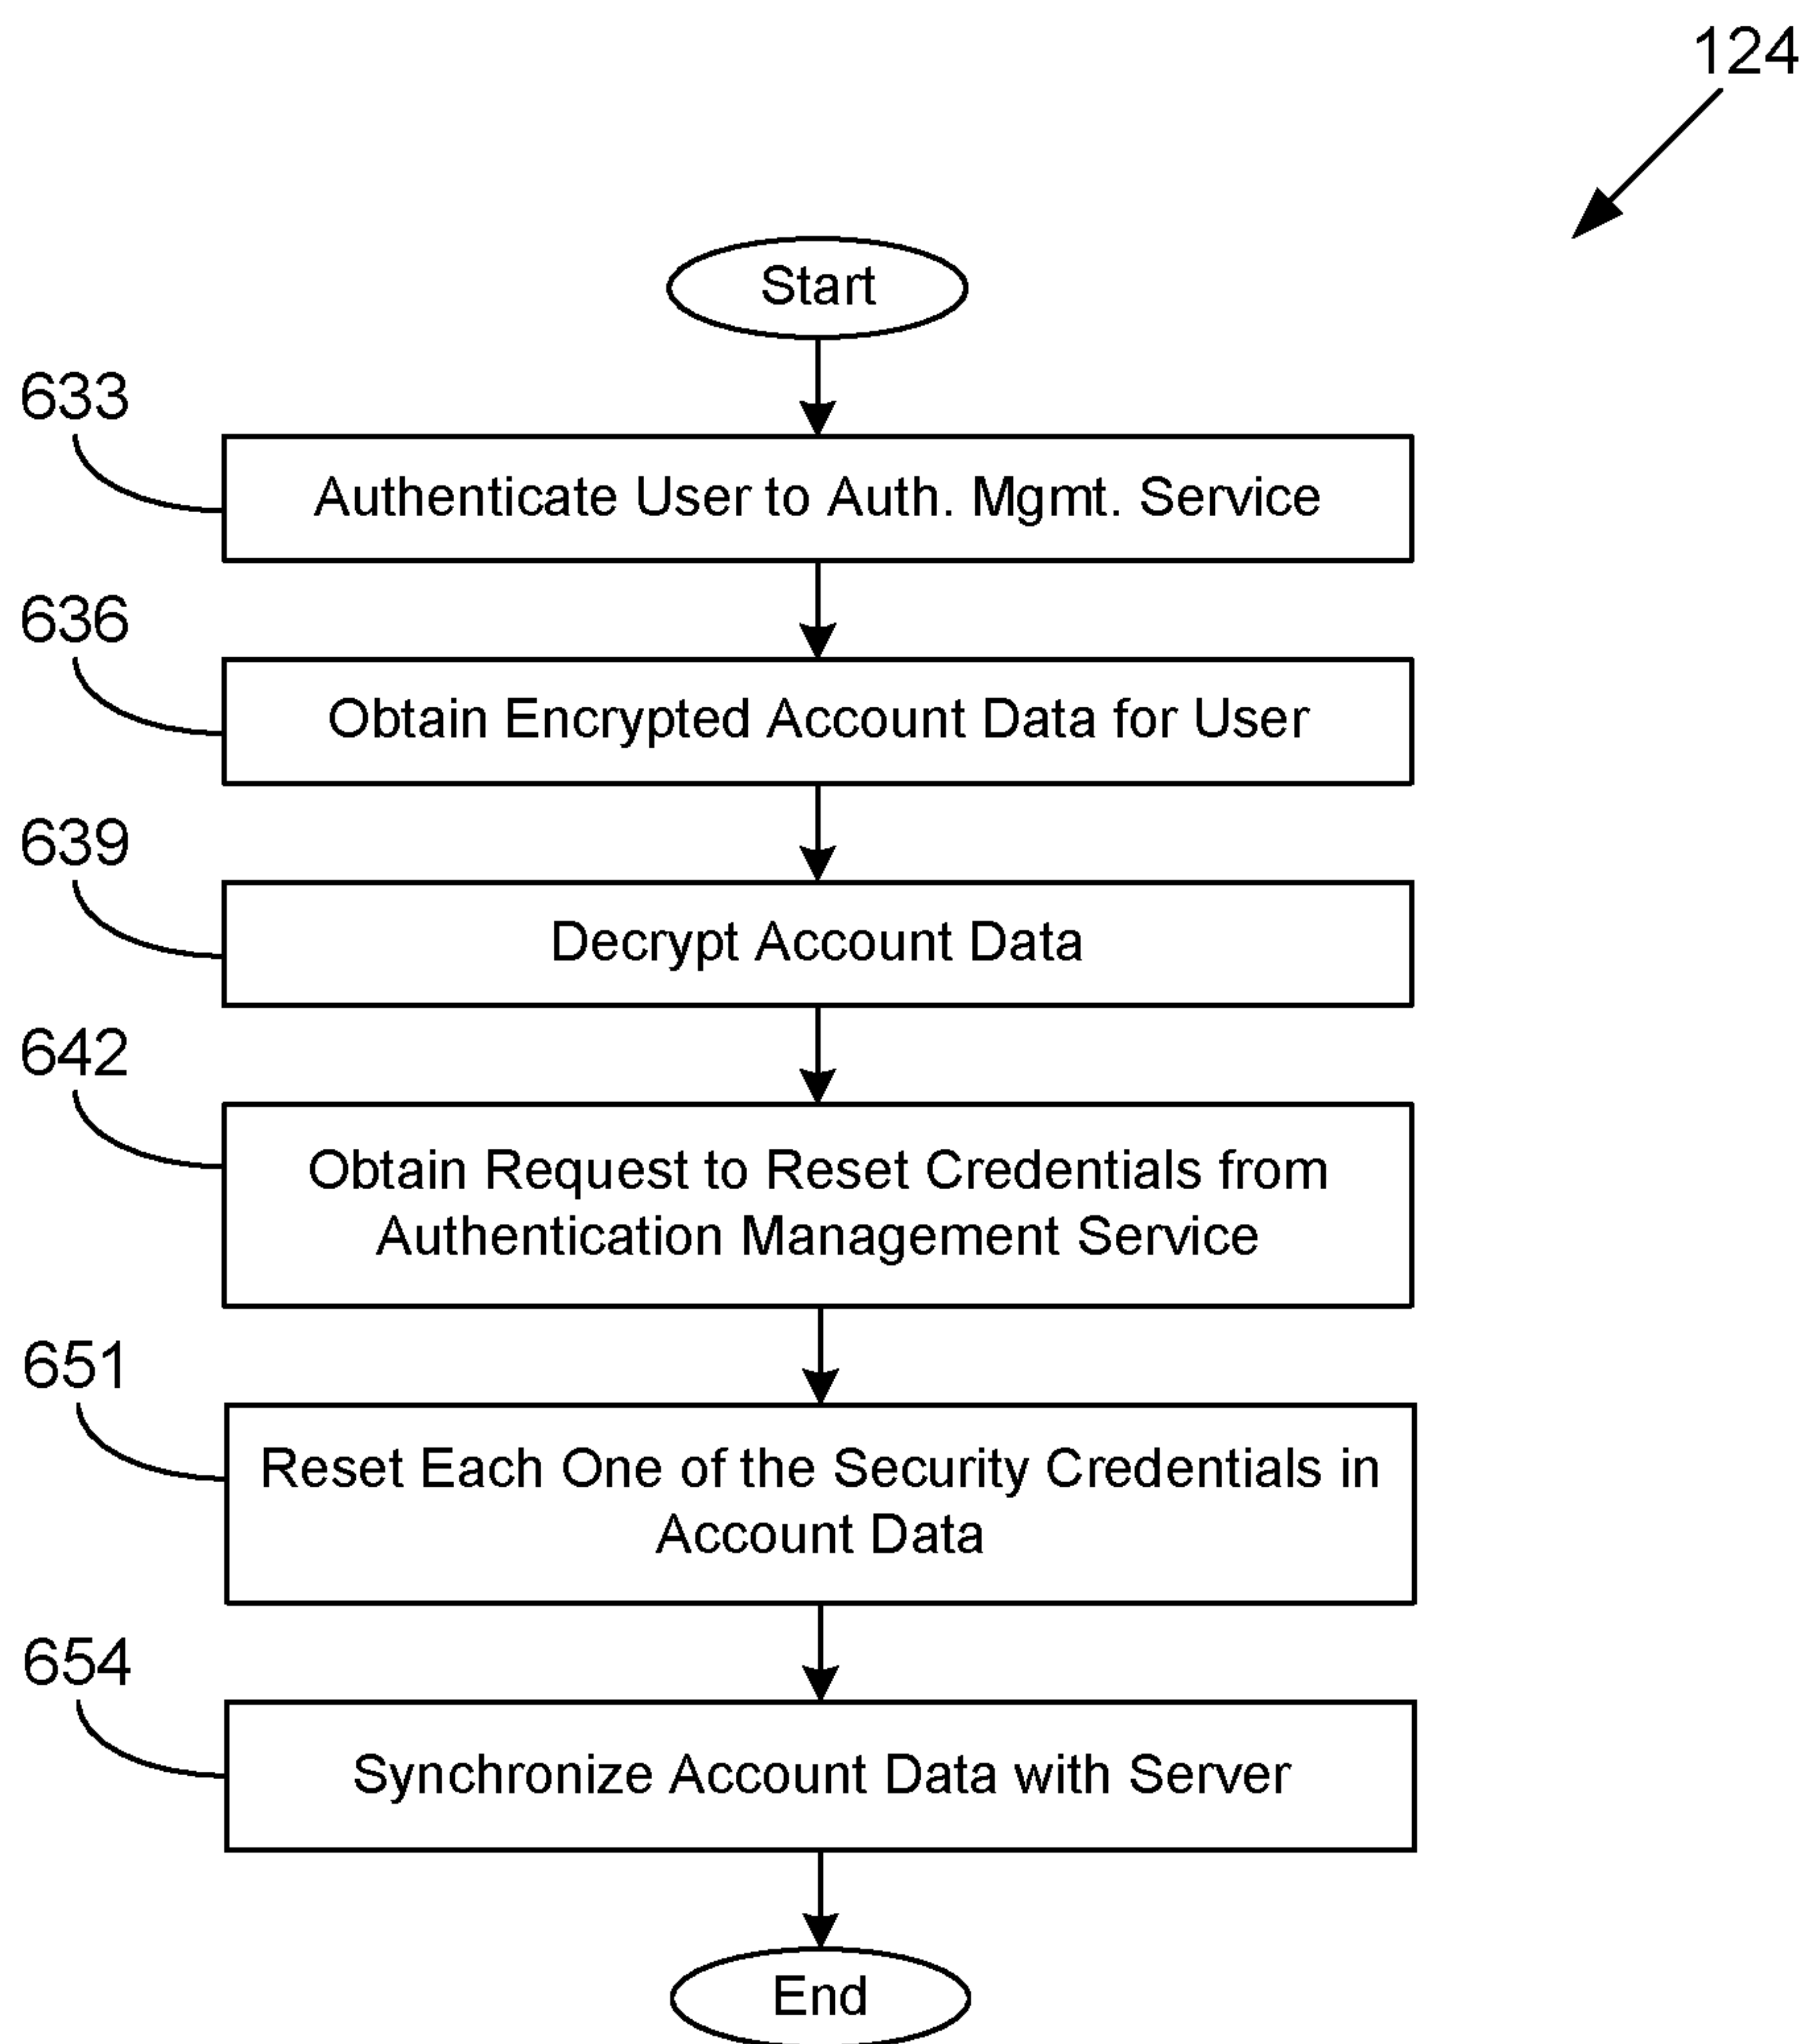 124
Start
633
Authenticate User to Auth. Mgmt. Service
636
Obtain Encrypted Account Data for User
639
Decrypt Account Data
642
Obtain Request to Reset Credentials from
Authentication Management Service
651
Reset Each One of the Security Credentials in
Account Data
654
Synchronize Account Data with Server
End